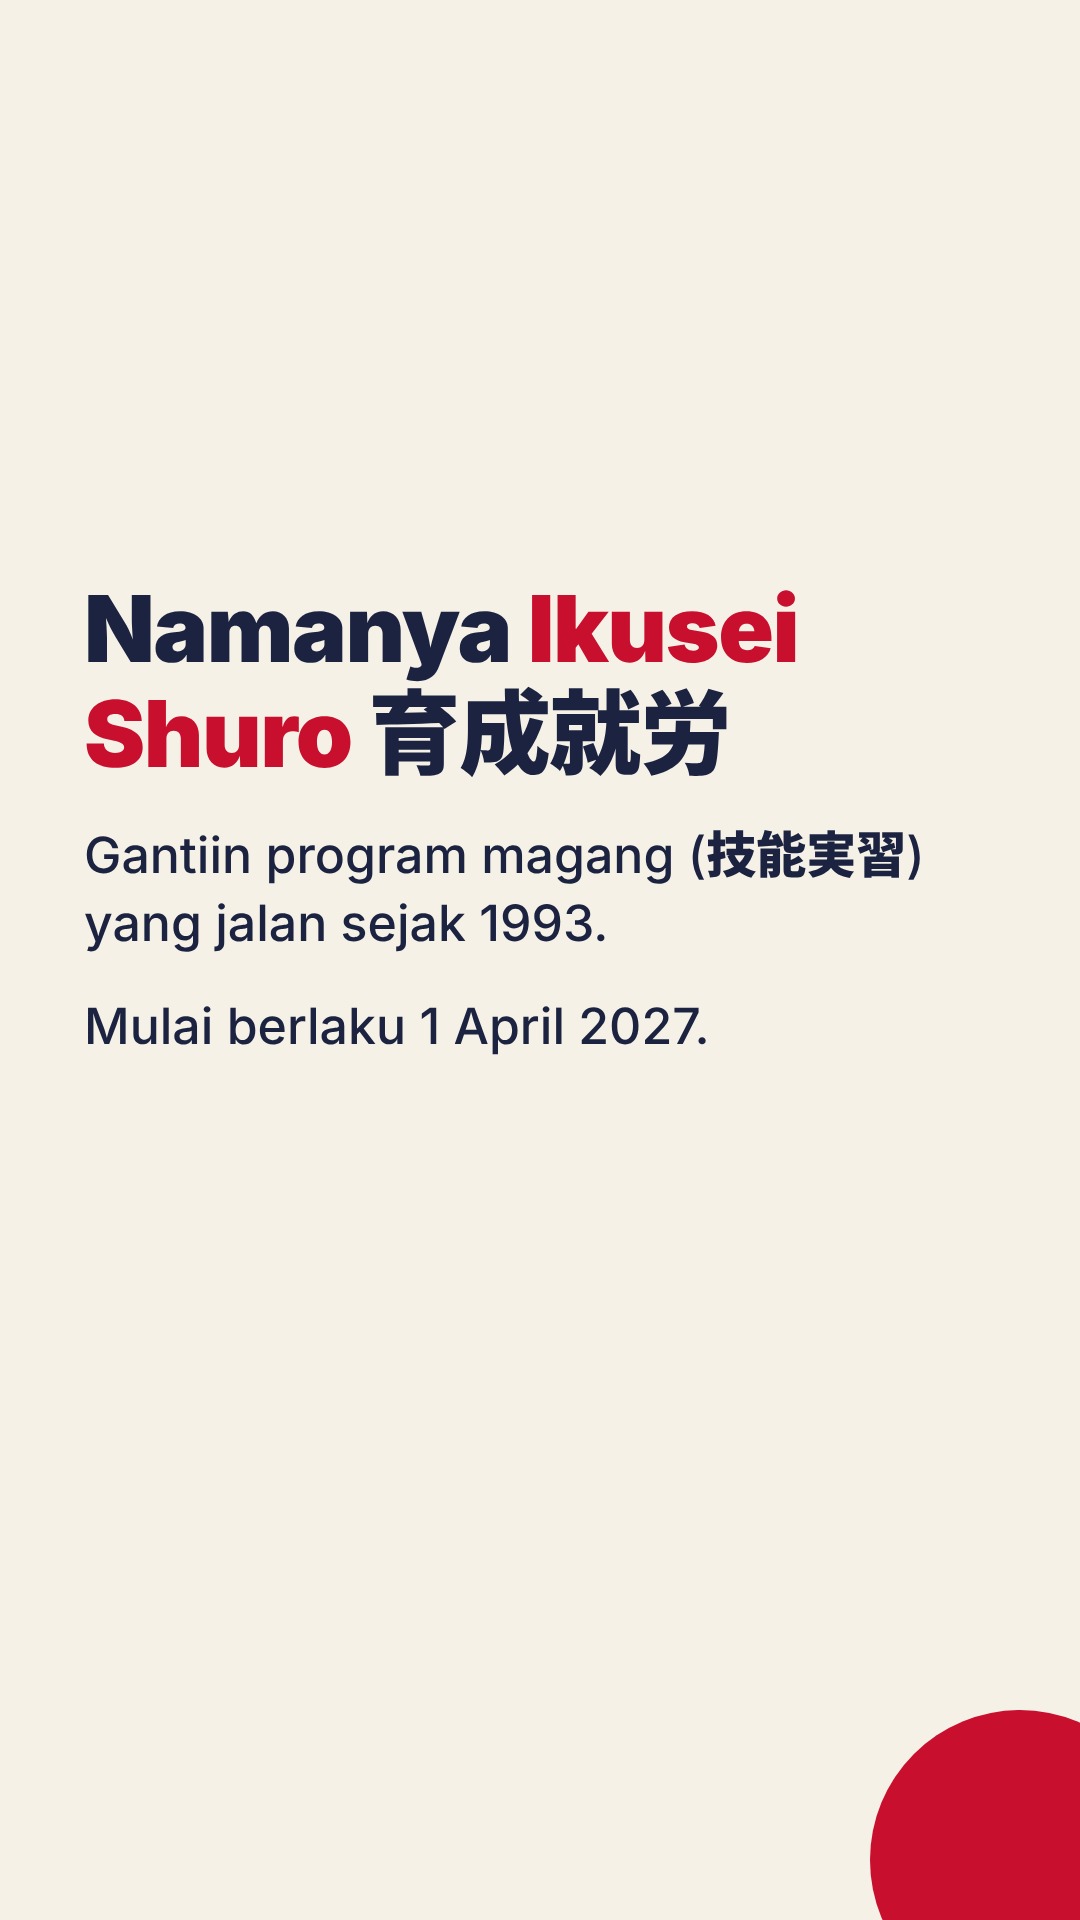 Namanya Ikusei
Shuro 育成就労
Gantiin program magang (技能実習)
yang jalan sejak 1993.
Mulai berlaku 1 April 2027.